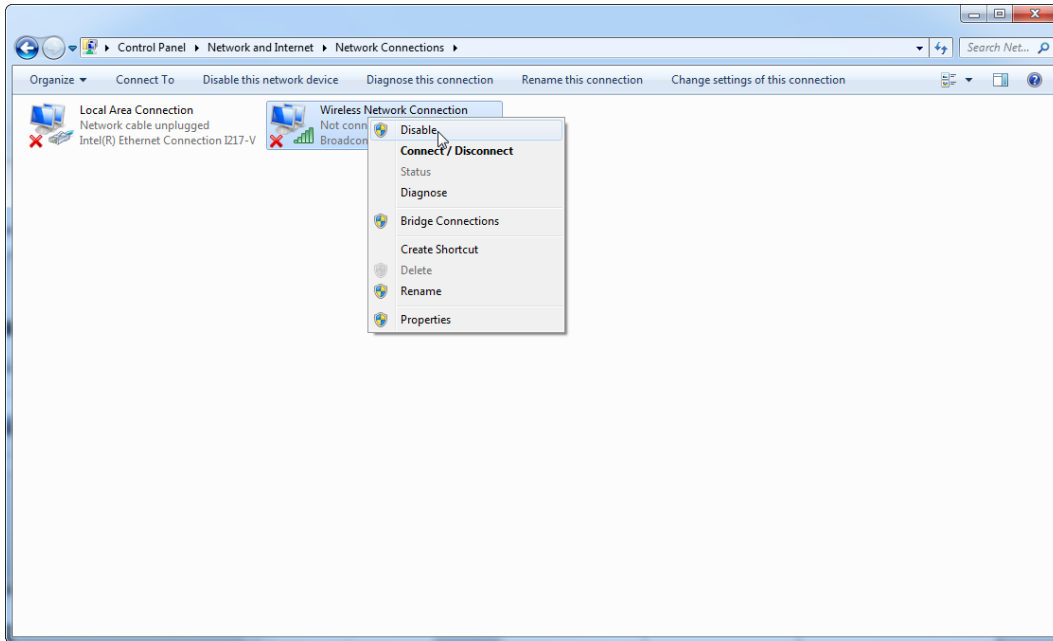 Control Panel ▸ Network and Internet ▸ Network Connections ▸
Search Net...
Organize Connect To Disable this network device Diagnose this connection Rename this connection Change settings of this connection
Local Area Connection
Network cable unplugged
Intel(R) Ethernet Connection I217-V
Wireless Network Connection
Not conn
Broadcon
Disable
Connect / Disconnect
Status
Diagnose
Bridge Connections
Create Shortcut
Delete
Rename
Properties